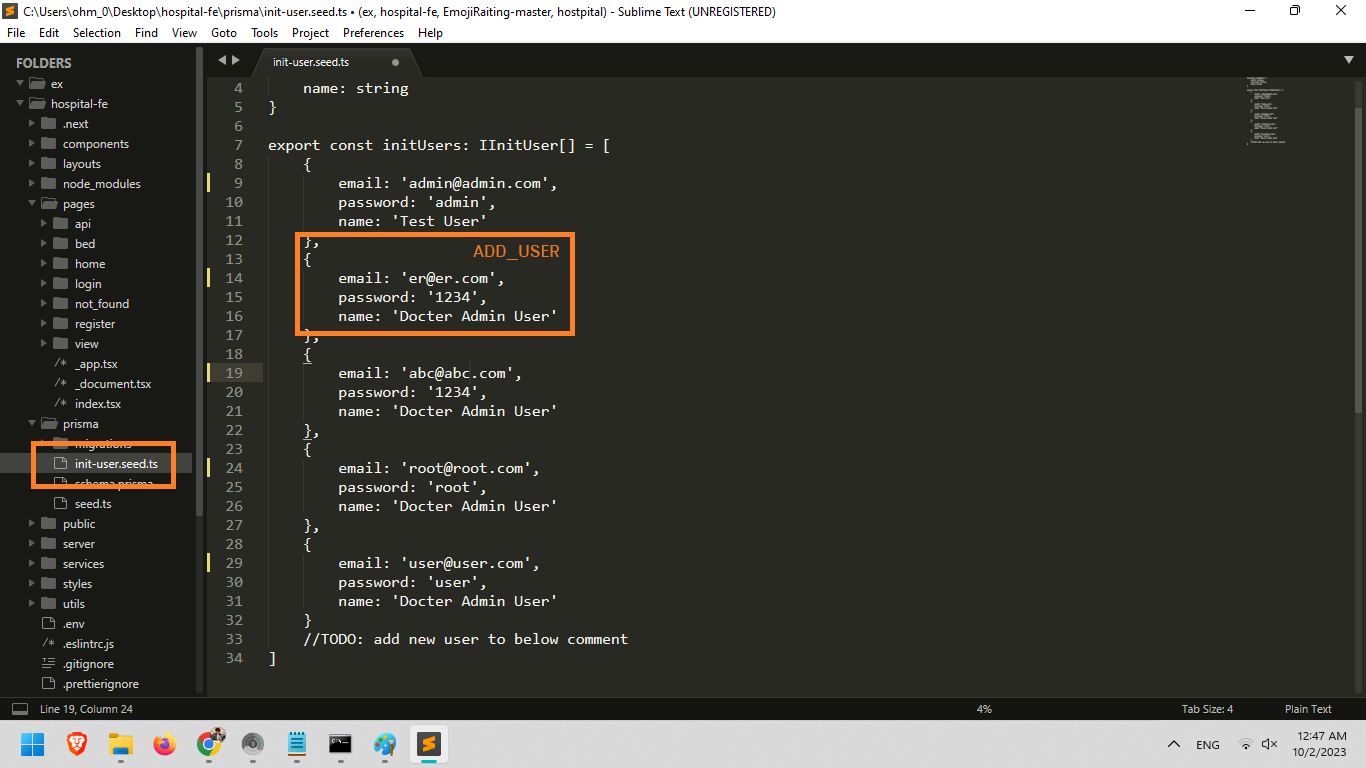 C:\Users\ohm_0\Desktop\hospital-fe\prisma\init-user.seed.ts • (ex, hospital-fe, EmojiRaiting-master, hostpital) - Sublime Text (UNREGISTERED)
File Edit Selection Find View Goto Tools Project Preferences Help
FOLDERS
ex
hospital-fe
.next
components
layouts
node_modules
pages
api
bed
home
login
not_found
register
view
/* _app.tsx
/* _document.tsx
/* index.tsx
prisma
migrations
init-user.seed.ts
schema.prisma
seed.ts
public
server
services
styles
utils
.env
/* .eslintrc.js
.gitignore
.prettierignore
init-user.seed.ts
4 name: string
5 }
6
7 export const initUsers: IInitUser[] = [
8 {
9 email: 'admin@admin.com',
10 password: 'admin',
11 name: 'Test User'
12 },
ADD_USER
13 {
14 email: 'er@er.com',
15 password: '1234',
16 name: 'Docter Admin User'
17 },
18 {
19 email: 'abc@abc.com',
20 password: '1234',
21 name: 'Docter Admin User'
22 },
23 {
24 email: 'root@root.com',
25 password: 'root',
26 name: 'Docter Admin User'
27 },
28 {
29 email: 'user@user.com',
30 password: 'user',
31 name: 'Docter Admin User'
32 }
33 //TODO: add new user to below comment
34 ]
Line 19, Column 24 4% Tab Size: 4 Plain Text
ENG
12:47 AM
10/2/2023